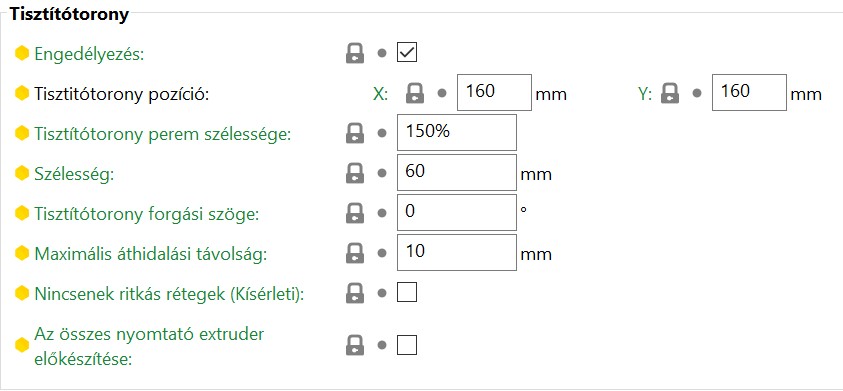 Tisztítótorony
Engedélyezés:
Tisztitótorony pozíció: X: 160 mm Y: 160 mm
Tisztítótorony perem szélessége: 150%
Szélesség: 60 mm
Tisztítótorony forgási szöge: 0 °
Maximális áthidalási távolság: 10 mm
Nincsenek ritkás rétegek (Kísérleti):
Az összes nyomtató extruder
előkészítése: